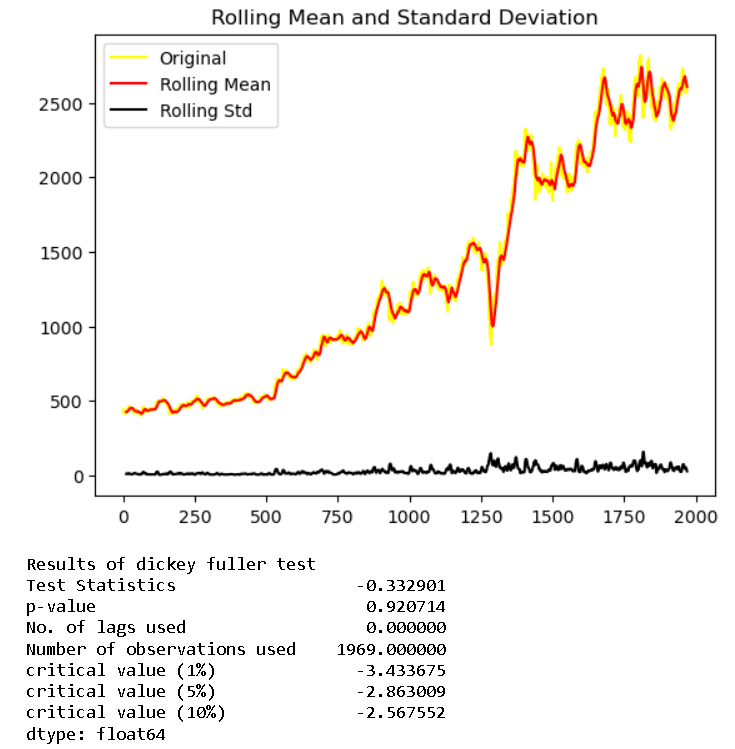 Rolling Mean and Standard Deviation
Original
Rolling Mean
Rolling Std
2500
2000
1500
1000
500
0
0 250 500 750 1000 1250 1500 1750 2000
Results of dickey fuller test
Test Statistics -0.332901
p-value 0.920714
No. of lags used 0.000000
Number of observations used 1969.000000
critical value (1%) -3.433675
critical value (5%) -2.863009
critical value (10%) -2.567552
dtype: float64